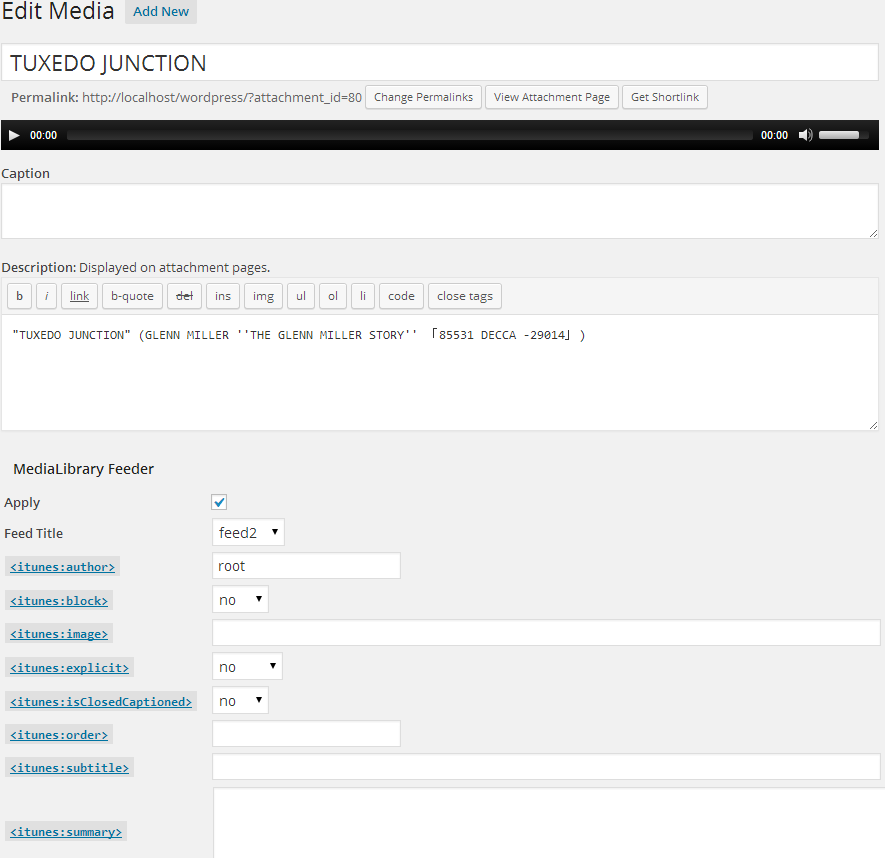 Edit Media Add New
TUXEDO JUNCTION
Permalink: http://localhost/wordpress/?attachment_id=80 Change Permalinks View Attachment Page Get Shortlink
00:00 00:00
Caption
Description: Displayed on attachment pages.
b i link b-quote del ins img ul ol li code close tags
"TUXEDO JUNCTION" (GLENN MILLER ''THE GLENN MILLER STORY'' 「85531 DECCA -29014」)
MediaLibrary Feeder
Apply
Feed Title feed2
<itunes:author> root
<itunes:block> no
<itunes:image>
<itunes:explicit> no
<itunes:isClosedCaptioned> no
<itunes:order>
<itunes:subtitle>
<itunes:summary>